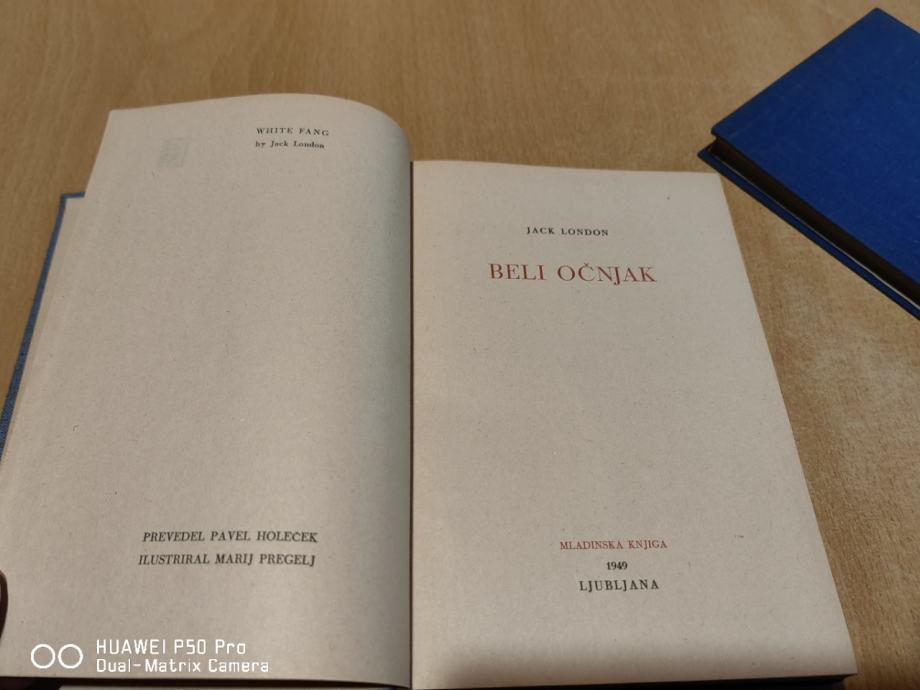 WHITE FANG
by Jack London
PREVEDEL PAVEL HOLEČEK
ILUSTRIRAL MARIJ PREGELJ
JACK LONDON
BELI OČNJAK
MLADINSKA KNJIGA
1949
LJUBLJANA
HUAWEI P50 Pro
Dual-Matrix Camera